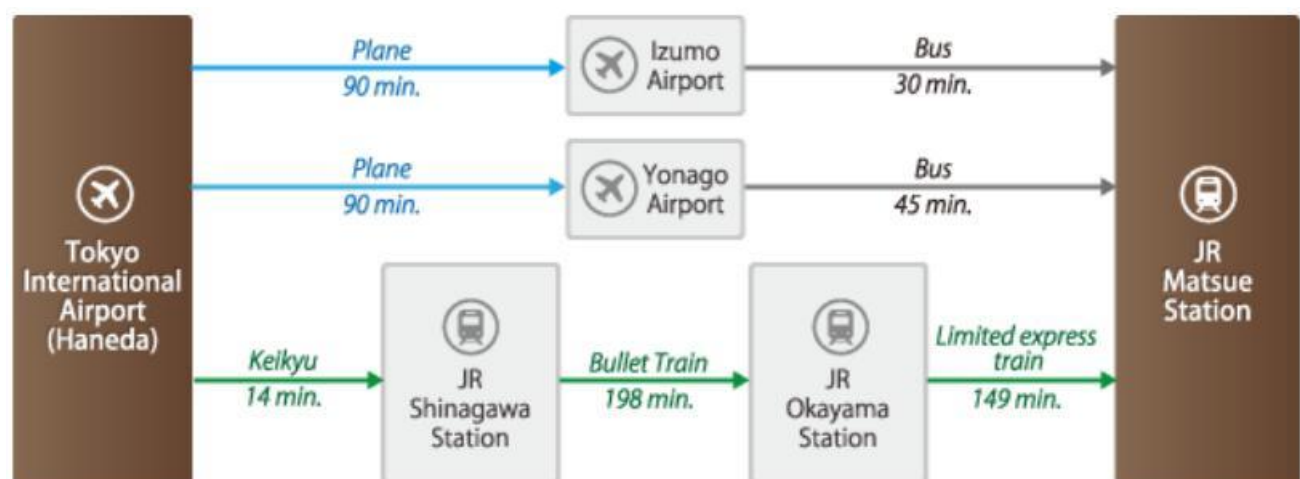 Tokyo
International
Airport
(Haneda)
Plane
90 min.
Izumo
Airport
Bus
30 min.
Plane
90 min.
Yonago
Airport
Bus
45 min.
Keikyu
14 min.
JR
Shinagawa
Station
Bullet Train
198 min.
JR
Okayama
Station
Limited express
train
149 min.
JR
Matsue
Station